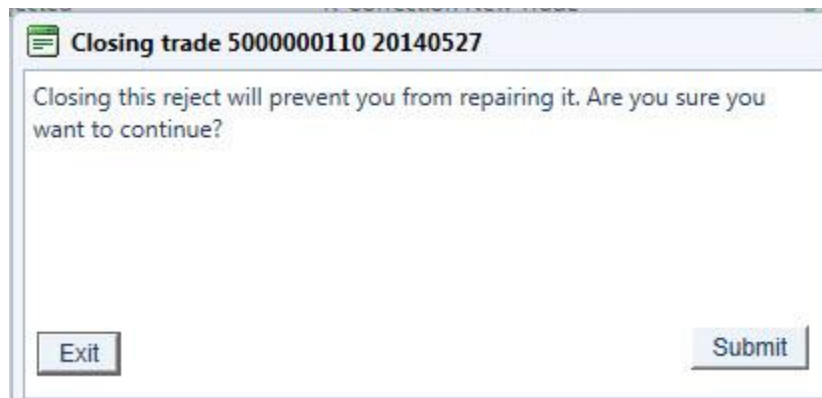 Closing trade 5000000110 20140527
Closing this reject will prevent you from repairing it. Are you sure you
want to continue?
Exit
Submit